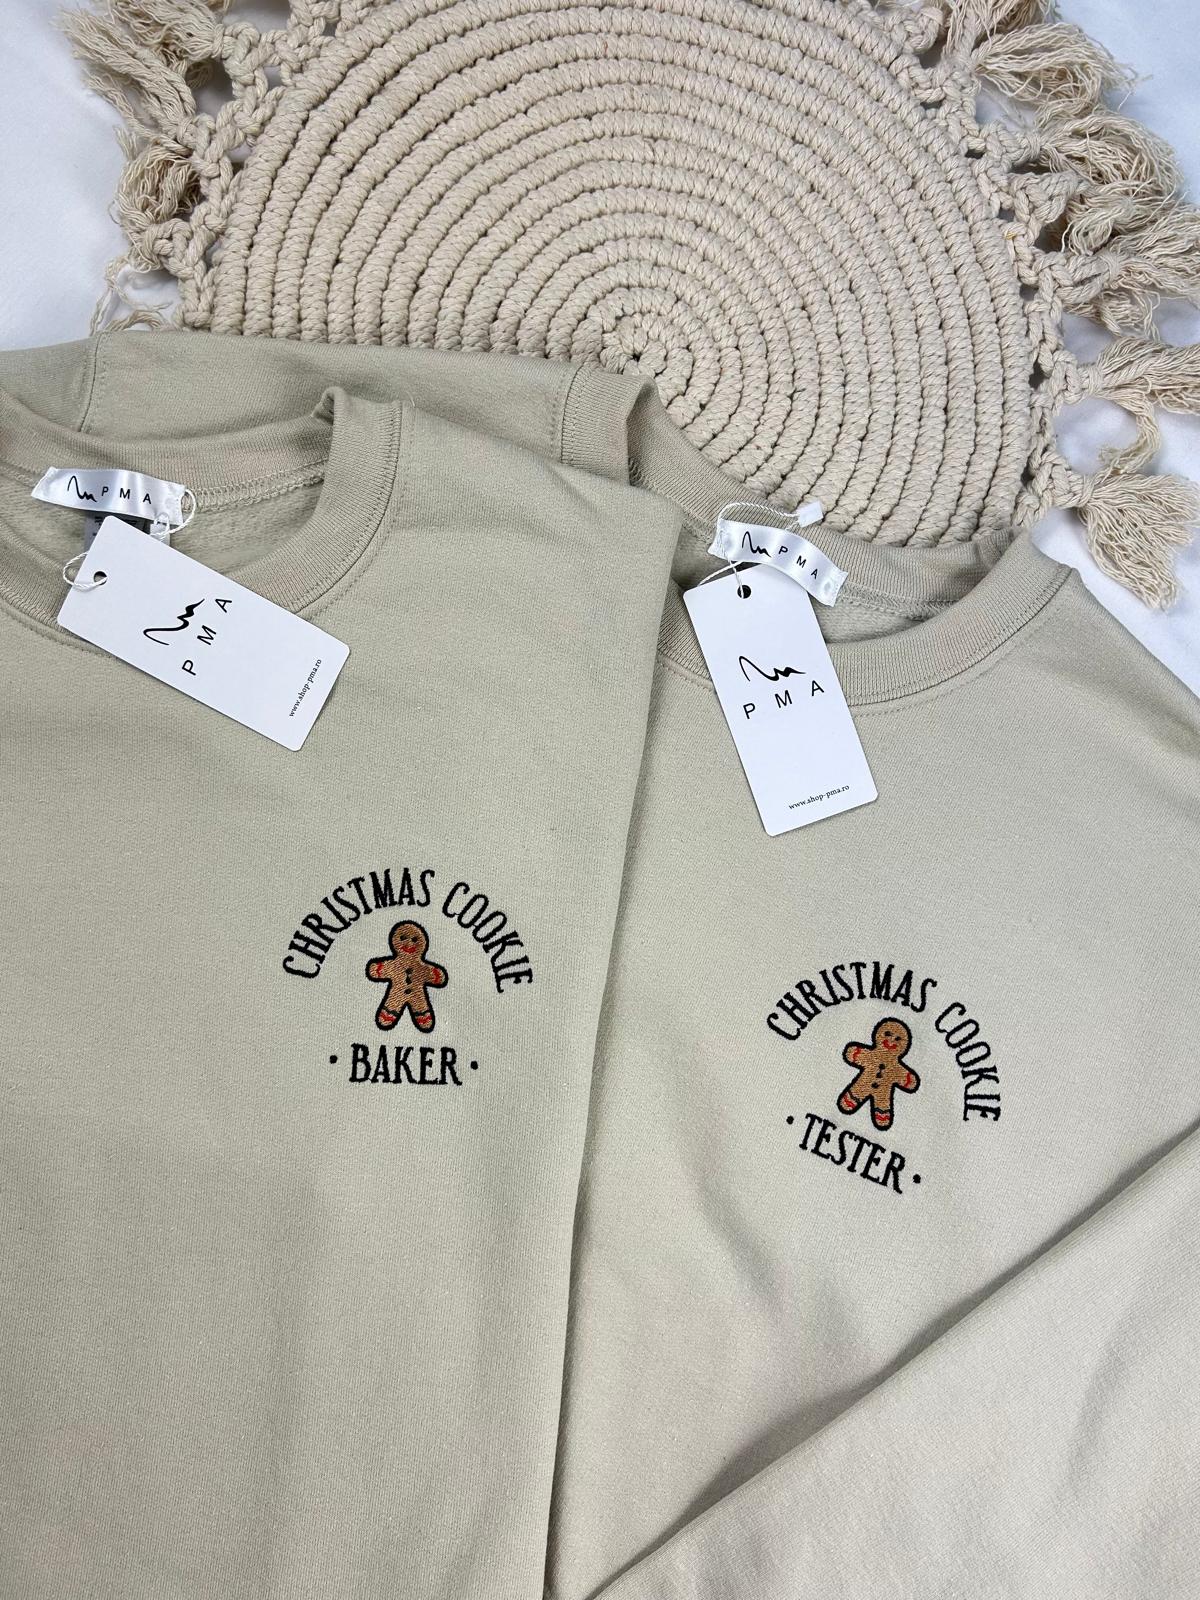 PMA
PMA
www.shop-pma.ro
PMA
PMA
www.shop-pma.ro
CHRISTMAS COOKIE
· BAKER ·
CHRISTMAS COOKIE
· TESTER ·